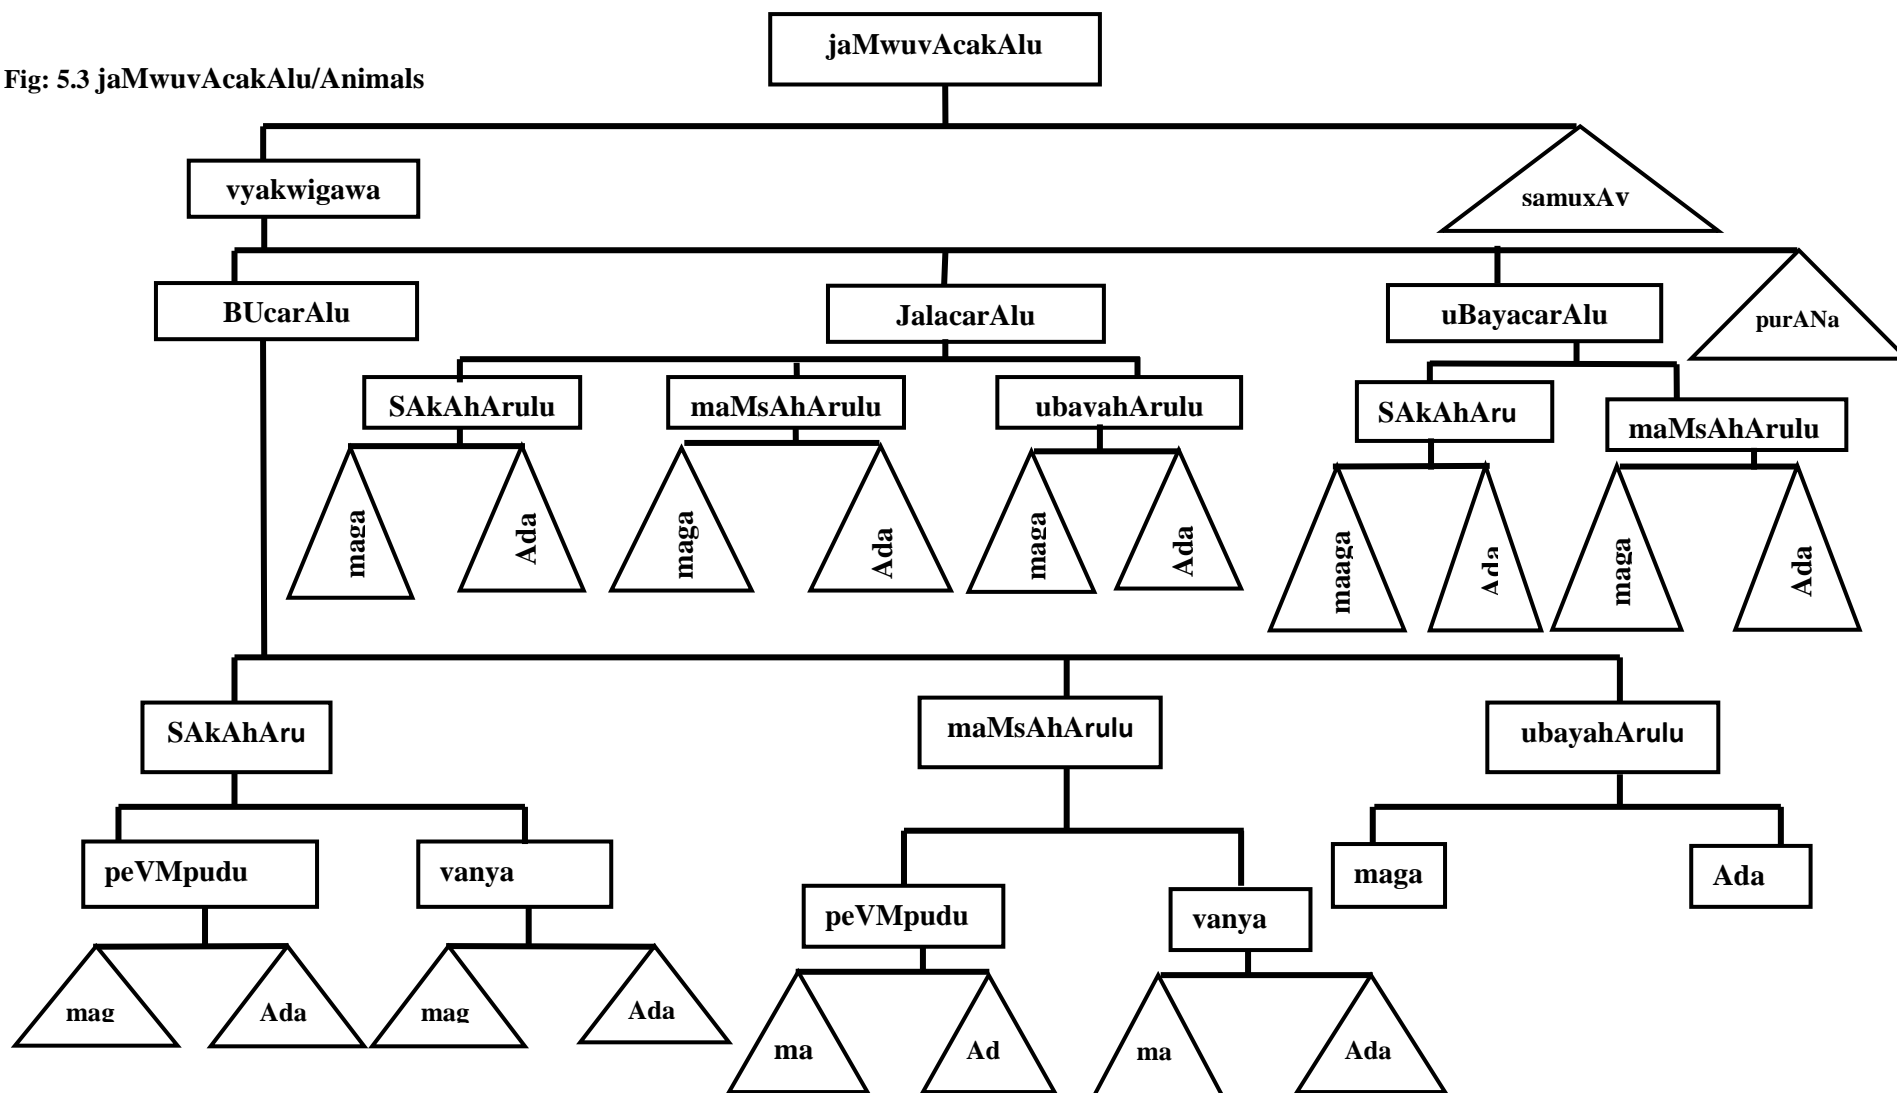 jaMwuvAcakAlu
Fig: 5.3 jaMwuvAcakAlu/Animals
vyakwigawa
samuxAv
BUcarAlu
JalacarAlu
uBayacarAlu
purANa
SAkAhArulu
maMsAhArulu
ubavahArulu
SAkAhAru
maMsAhArulu
maga
Ada
maga
Ada
maga
Ada
maaga
Ada
maga
Ada
SAkAhAru
maMsAhArulu
ubayahArulu
peVMpudu
vanya
peVMpudu
vanya
maga
Ada
mag
Ada
mag
Ada
ma
Ad
ma
Ada